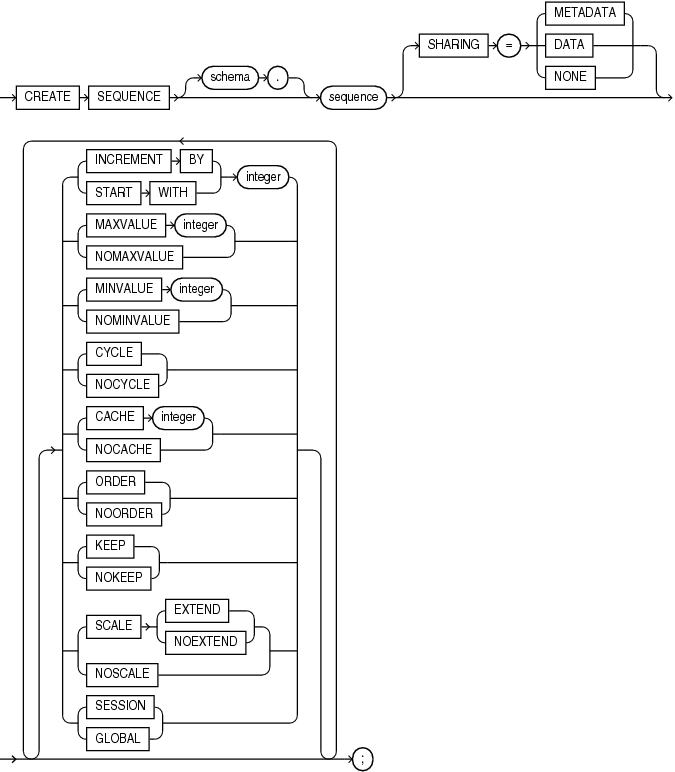 METADATA
SHARING = DATA
NONE
schema .
CREATE SEQUENCE sequence
INCREMENT BY
integer
START WITH
MAXVALUE integer
NOMAXVALUE
MINVALUE integer
NOMINVALUE
CYCLE
NOCYCLE
CACHE integer
NOCACHE
ORDER
NOORDER
KEEP
NOKEEP
EXTEND
SCALE
NOEXTEND
NOSCALE
SESSION
GLOBAL
;